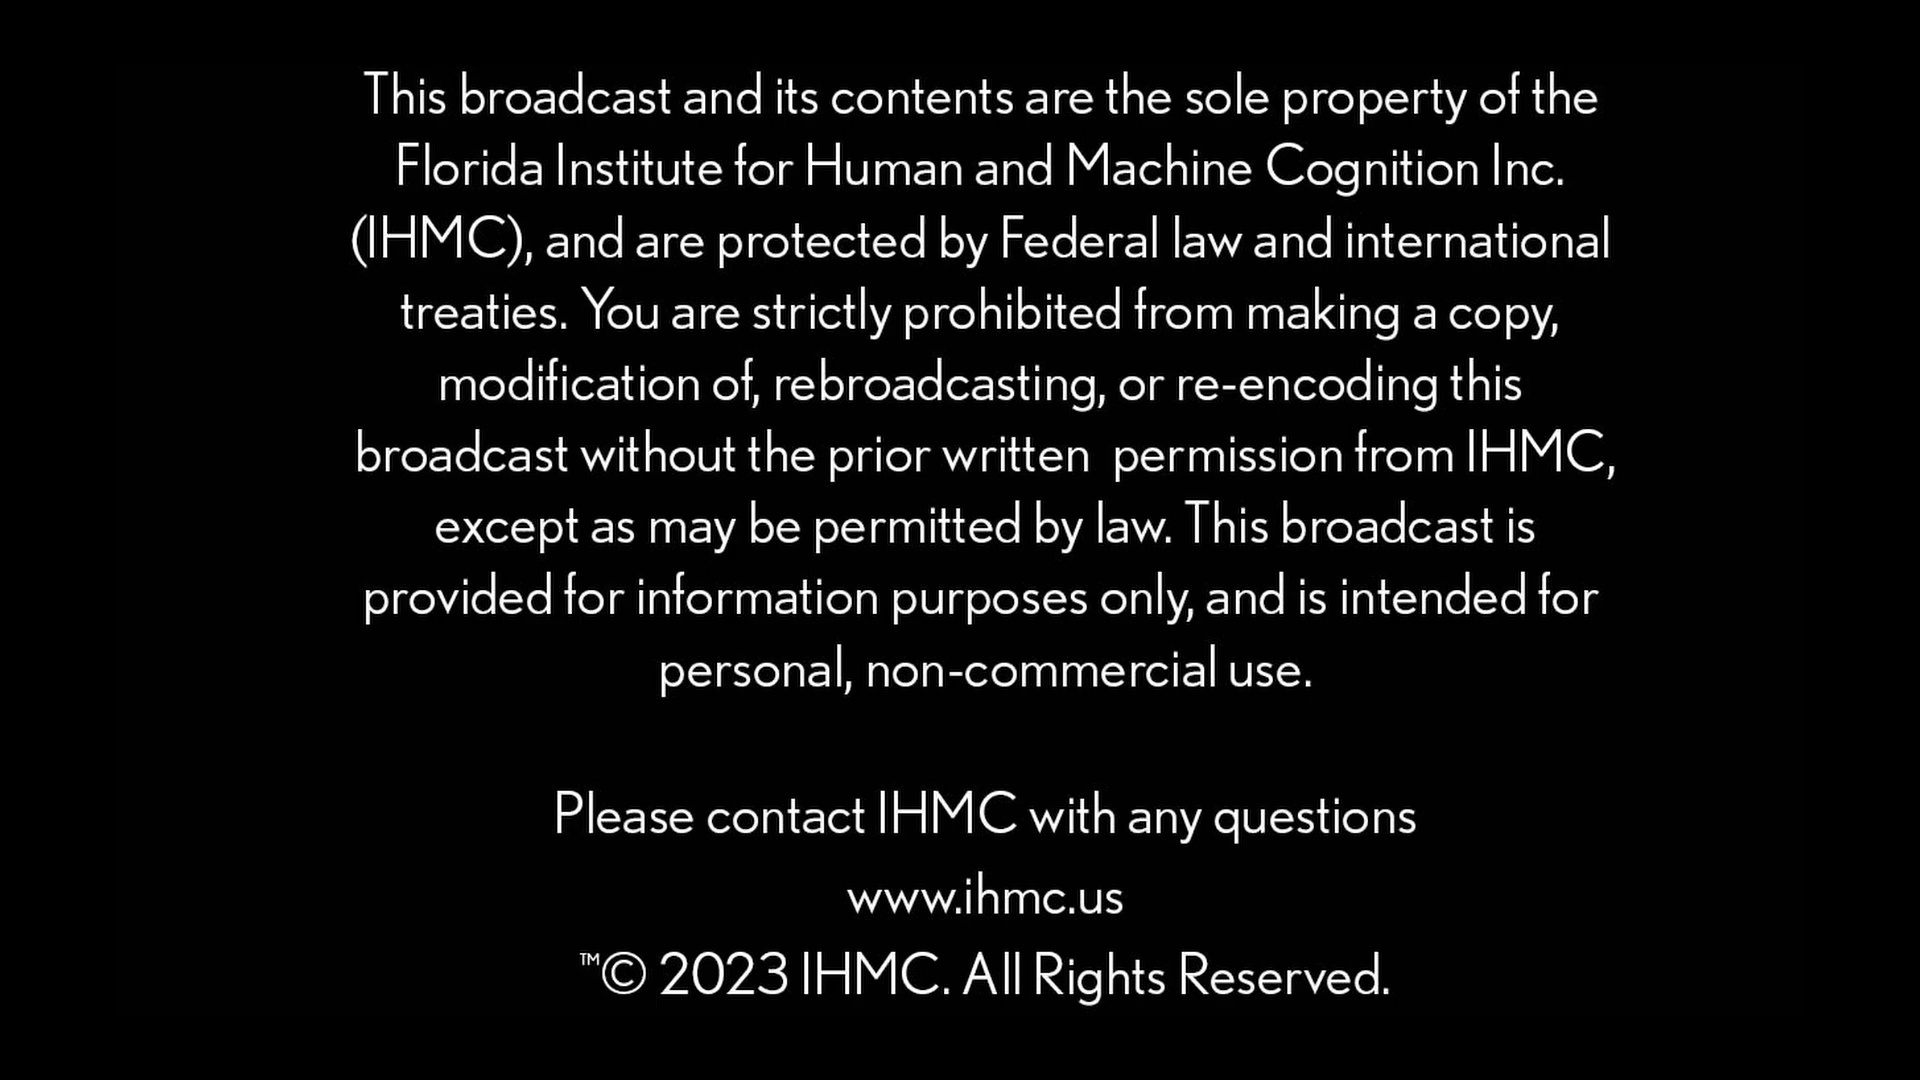 This broadcast and its contents are the sole property of the
Florida Institute for Human and Machine Cognition Inc.
(IHMC), and are protected by Federal law and international
treaties. You are strictly prohibited from making a copy,
modification of, rebroadcasting, or re-encoding this
broadcast without the prior written  permission from IHMC,
except as may be permitted by law. This broadcast is
provided for information purposes only, and is intended for
personal, non-commercial use.
Please contact IHMC with any questions
www.ihmc.us
™© 2023 IHMC. All Rights Reserved.